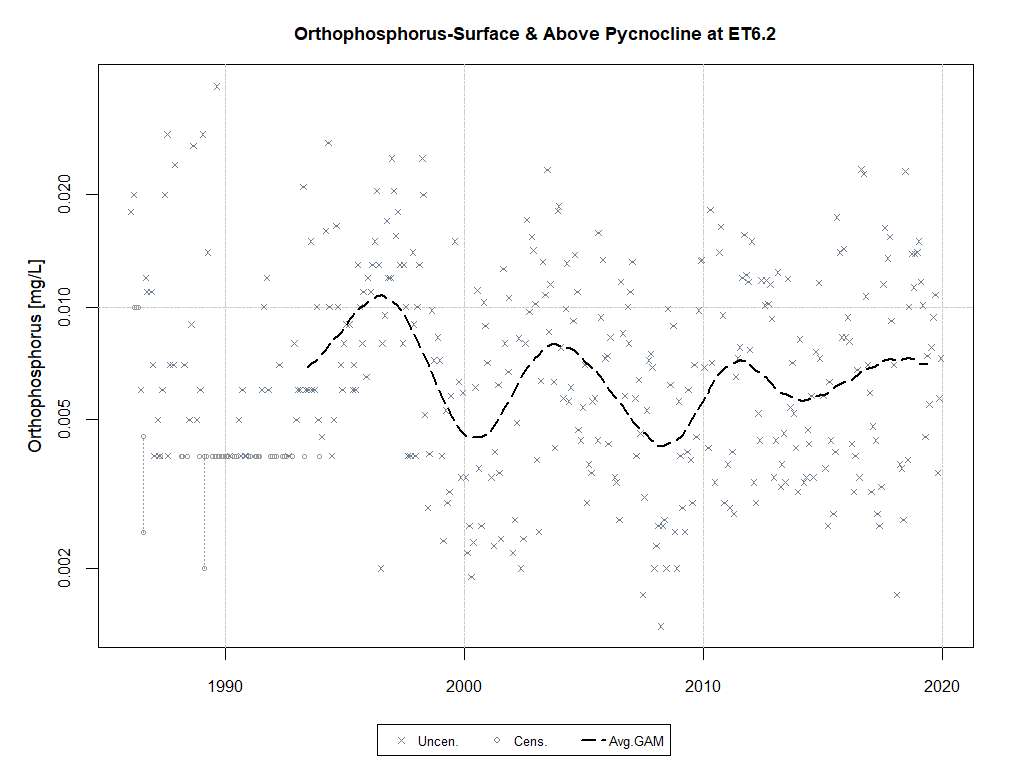 Orthophosphorus-Surface & Above Pycnocline at ET6.2
Orthophosphorus [mg/L]
0.020
0.010
0.005
0.002
1990 2000 2010 2020
Uncen. Cens. Avg.GAM